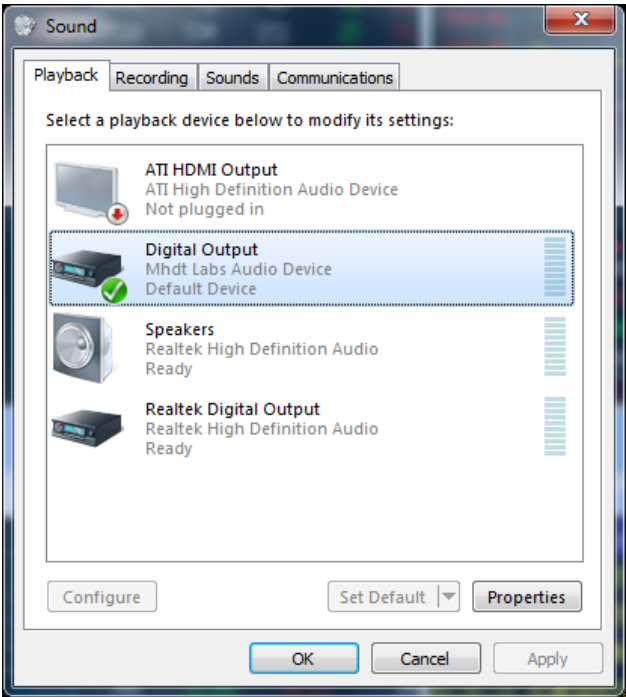 Sound
Playback Recording Sounds Communications
Select a playback device below to modify its settings:
ATI HDMI Output
ATI High Definition Audio Device
Not plugged in
Digital Output
Mhdt Labs Audio Device
Default Device
Speakers
Realtek High Definition Audio
Ready
Realtek Digital Output
Realtek High Definition Audio
Ready
Configure Set Default Properties
OK Cancel Apply